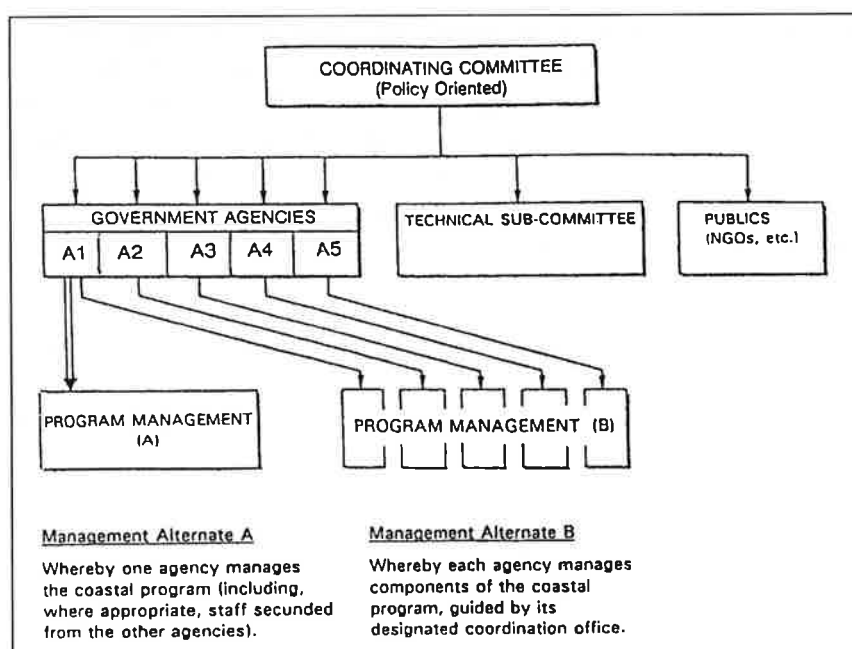 COORDINATING COMMITTEE
(Policy Oriented)
GOVERNMENT AGENCIES
A1 A2 A3 A4 A5
TECHNICAL SUB-COMMITTEE
PUBLICS
(NGOs, etc.)
PROGRAM MANAGEMENT
(A)
PROGRAM MANAGEMENT (B)
Management Alternate A
Whereby one agency manages
the coastal program (including,
where appropriate, staff secunded
from the other agencies).
Management Alternate B
Whereby each agency manages
components of the coastal
program, guided by its
designated coordination office.